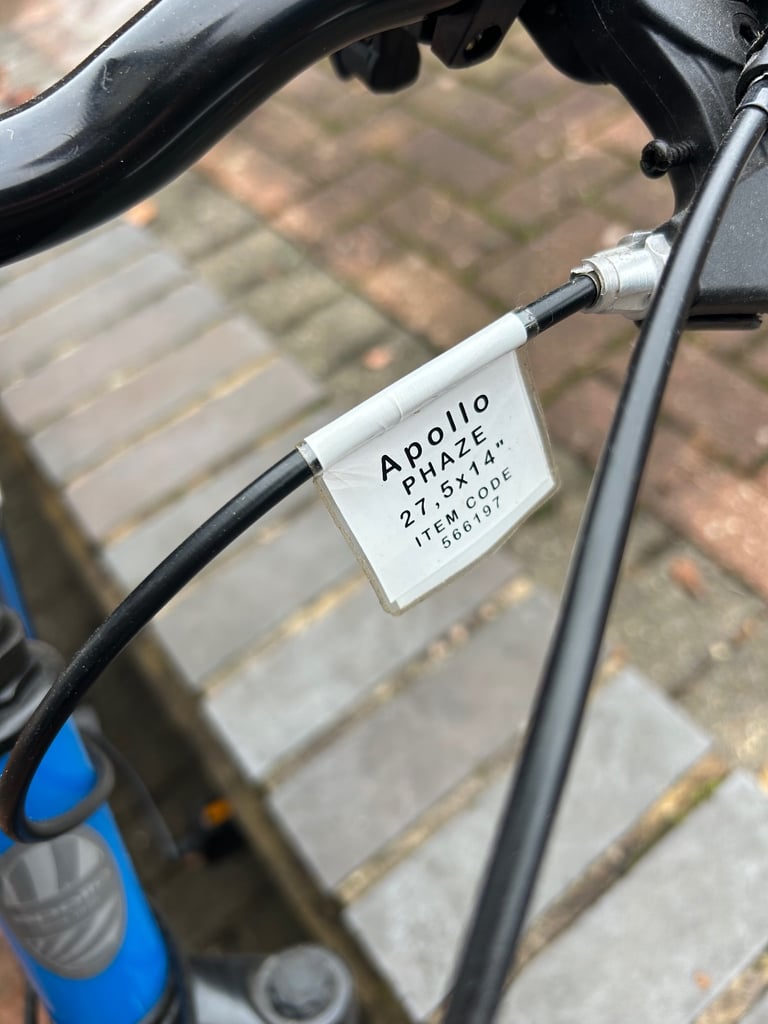 Apollo
PHAZE
27,5x14"
ITEM CODE
566197